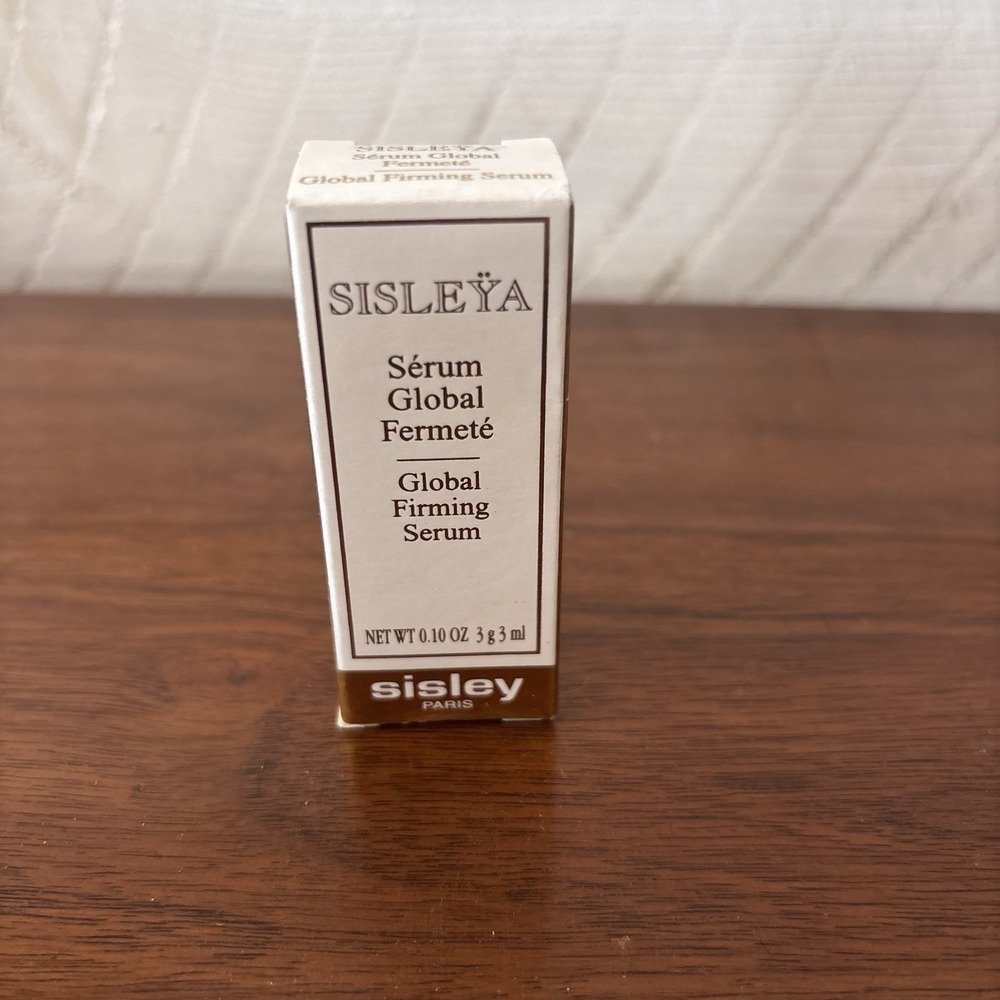 SISLEŸA
Sérum Global
Fermeté
Global Firming Serum
SISLEŸA
Sérum
Global
Fermeté
Global
Firming
Serum
NET WT 0.10 OZ 3 g 3 ml
sisley
PARIS